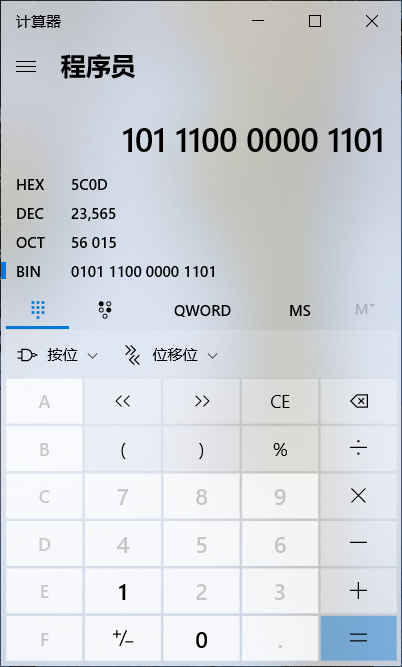 计算器
程序员
101 1100 0000 1101
HEX 5C0D
DEC 23,565
OCT 56 015
BIN 0101 1100 0000 1101
QWORD MS M˅
按位 位移位
A << >> CE
B ( ) % ÷
C 7 8 9 ×
D 4 5 6 −
E 1 2 3 +
F +/− 0 . =